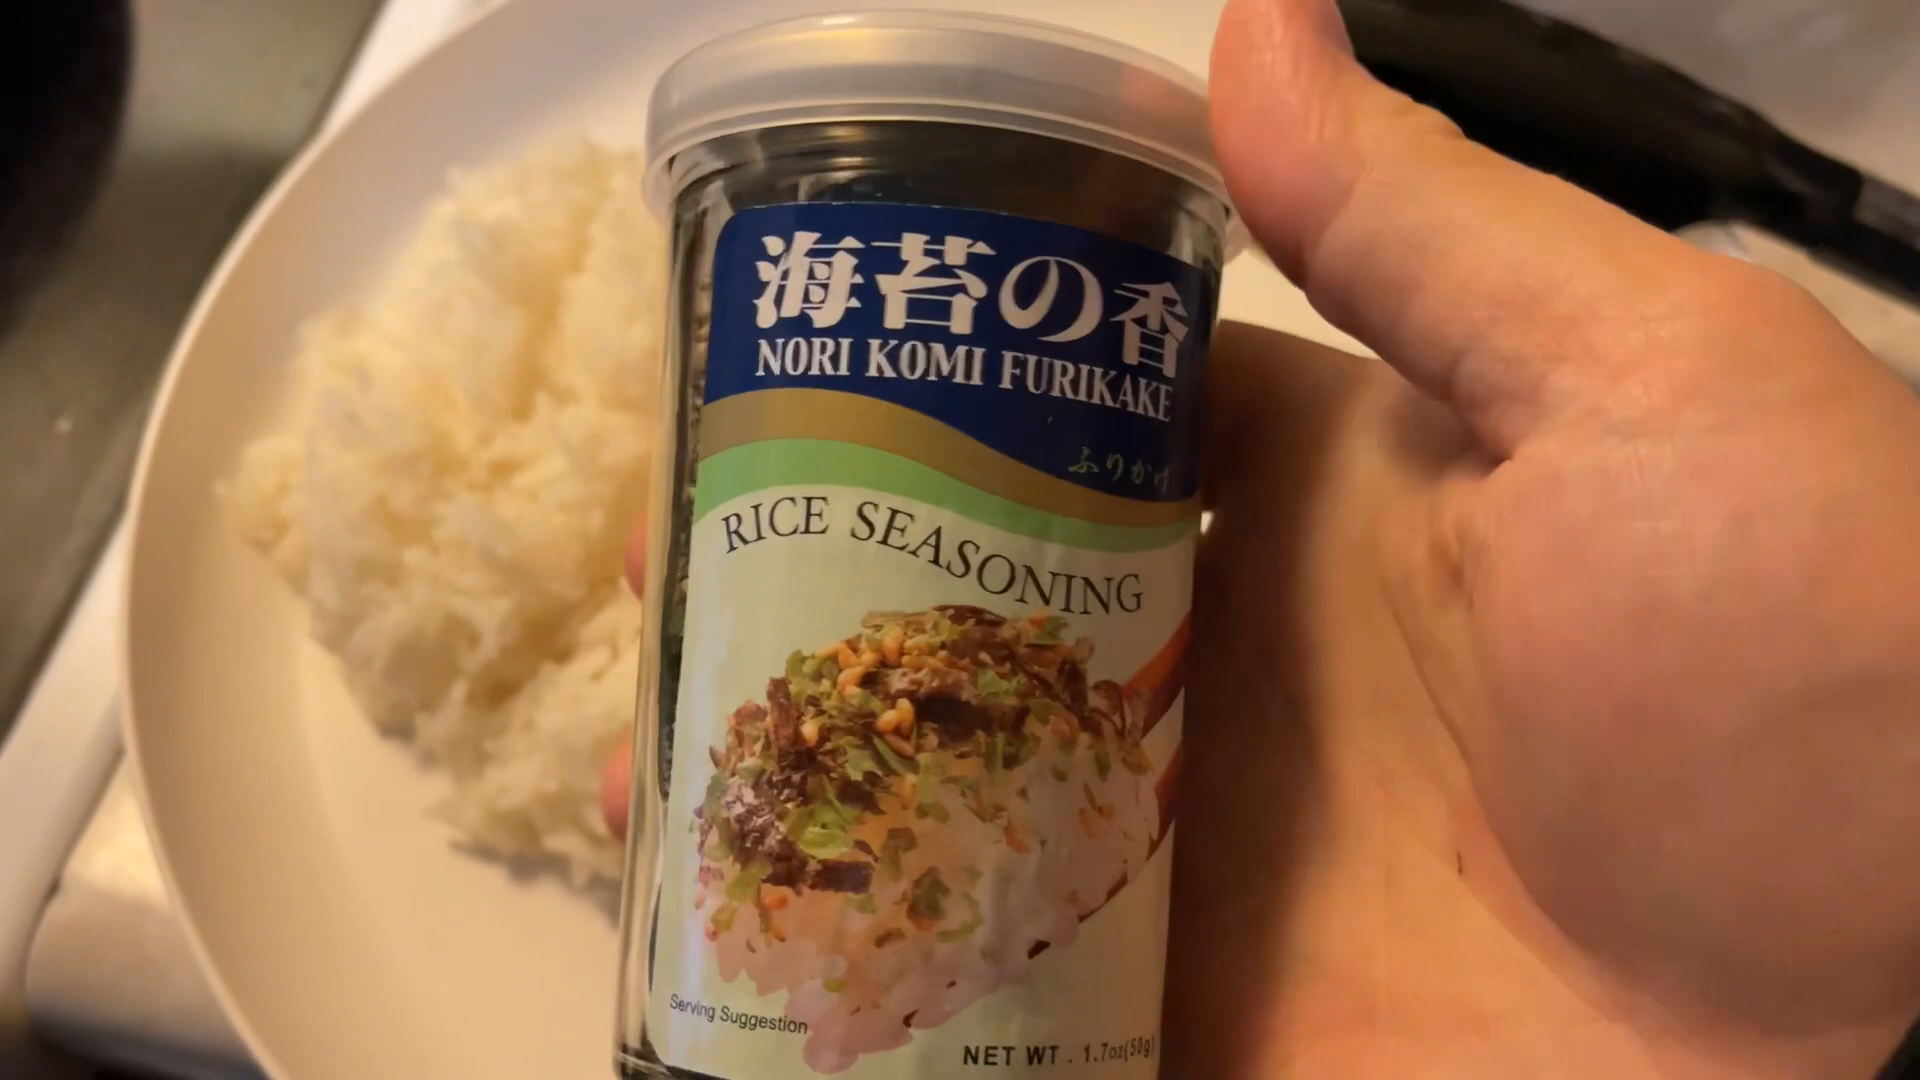 海苔の香
NORI KOMI FURIKAKE
ふりかけ
RICE SEASONING
Serving Suggestion
NET WT. 1.7oz(50g)